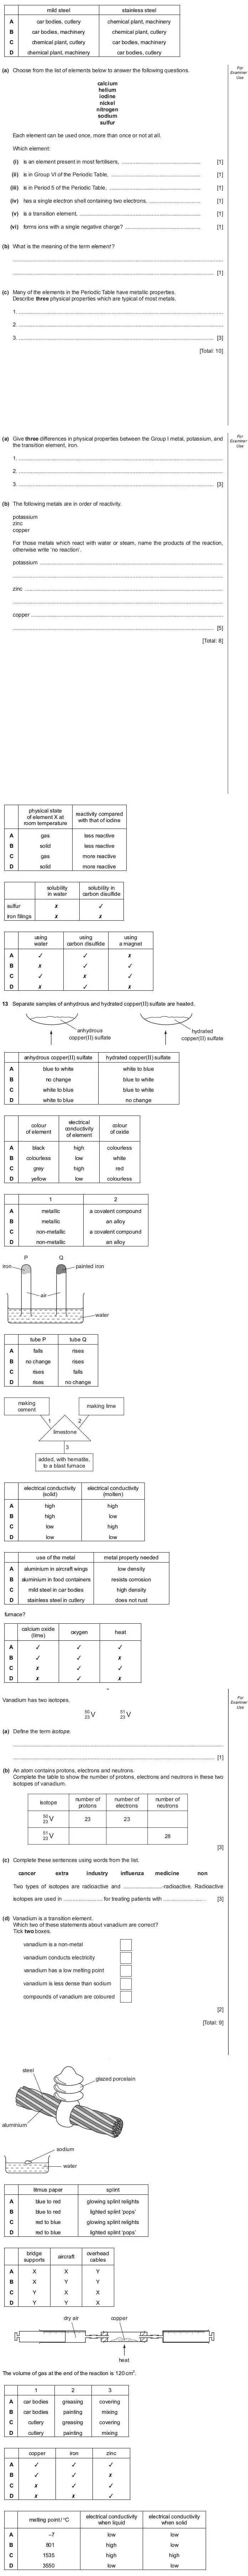 mild steel stainless steel
A car bodies, cutlery chemical plant, machinery
B car bodies, machinery chemical plant, cutlery
C chemical plant, cutlery car bodies, machinery
D chemical plant, machinery car bodies, cutlery
For
Examiner
Use
(a) Choose from the list of elements below to answer the following questions.
calcium
helium
iodine
nickel
nitrogen
sodium
sulfur
Each element can be used once, more than once or not at all.
Which element:
(i) is an element present in most fertilisers, [1]
(ii) is in Group VI of the Periodic Table, [1]
(iii) is in Period 5 of the Periodic Table, [1]
(iv) has a single electron shell containing two electrons, [1]
(v) is a transition element, [1]
(vi) forms ions with a single negative charge? [1]
(b) What is the meaning of the term element?
[1]
(c) Many of the elements in the Periodic Table have metallic properties.
Describe three physical properties which are typical of most metals.
1.
2.
3. [3]
[Total: 10]
For
Examiner
Use
(a) Give three differences in physical properties between the Group I metal, potassium, and
the transition element, iron.
1.
2.
3. [3]
(b) The following metals are in order of reactivity.
potassium
zinc
copper
For those metals which react with water or steam, name the products of the reaction,
otherwise write 'no reaction'.
potassium
zinc
copper
[5]
[Total: 8]
physical state of element X at room temperature reactivity compared with that of iodine
A gas less reactive
B solid less reactive
C gas more reactive
D solid more reactive
solubility in water solubility in carbon disulfide
sulfur ✗ ✓
iron filings ✗ ✗
using water using carbon disulfide using a magnet
A ✓ ✓ ✗
B ✗ ✓ ✓
C ✓ ✗ ✓
D ✗ ✓ ✗
13 Separate samples of anhydrous and hydrated copper(II) sulfate are heated.
anhydrous
copper(II) sulfate
hydrated
copper(II) sulfate
anhydrous copper(II) sulfate hydrated copper(II) sulfate
A blue to white white to blue
B no change blue to white
C white to blue blue to white
D white to blue no change
colour of element electrical conductivity of element colour of oxide
A black high colourless
B colourless low white
C grey high red
D yellow low colourless
1 2
A metallic a covalent compound
B metallic an alloy
C non-metallic a covalent compound
D non-metallic an alloy
P Q
iron painted iron
air
water
tube P tube Q
A falls rises
B no change rises
C rises falls
D rises no change
making
cement
making lime
1 2
limestone
3
added, with hematite,
to a blast furnace
electrical conductivity (solid) electrical conductivity (molten)
A high high
B high low
C low high
D low low
use of the metal metal property needed
A aluminium in aircraft wings low density
B aluminium in food containers resists corrosion
C mild steel in car bodies high density
D stainless steel in cutlery does not rust
furnace?
calcium oxide (lime) oxygen heat
A ✓ ✓ ✓
B ✓ ✓ ✗
C ✗ ✓ ✓
D ✗ ✓ ✗
For
Examiner
Use
Vanadium has two isotopes.
50 23 V 51 23 V
(a) Define the term isotope.
[1]
(b) An atom contains protons, electrons and neutrons.
Complete the table to show the number of protons, electrons and neutrons in these two
isotopes of vanadium.
isotope number of protons number of electrons number of neutrons
50 23 V 23 23
51 23 V 28
[3]
(c) Complete these sentences using words from the list.
cancer extra industry influenza medicine non
Two types of isotopes are radioactive and -radioactive. Radioactive
isotopes are used in for treating patients with . [3]
(d) Vanadium is a transition element.
Which two of these statements about vanadium are correct?
Tick two boxes.
vanadium is a non-metal
vanadium conducts electricity
vanadium has a low melting point
vanadium is less dense than sodium
compounds of vanadium are coloured
[2]
[Total: 9]
steel
glazed porcelain
aluminium
sodium
water
litmus paper splint
A blue to red glowing splint relights
B blue to red lighted splint 'pops'
C red to blue glowing splint relights
D red to blue lighted splint 'pops'
bridge supports aircraft overhead cables
A X X Y
B X Y Y
C Y X X
D Y Y X
dry air copper
heat
The volume of gas at the end of the reaction is 120 cm³.
1 2 3
A car bodies greasing covering
B car bodies painting mixing
C cutlery greasing covering
D cutlery painting mixing
copper iron zinc
A ✓ ✓ ✓
B ✓ ✓ ✗
C ✗ ✓ ✓
D ✗ ✗ ✓
melting point / °C electrical conductivity when liquid electrical conductivity when solid
A –7 low low
B 801 high low
C 1535 high high
D 3550 low low